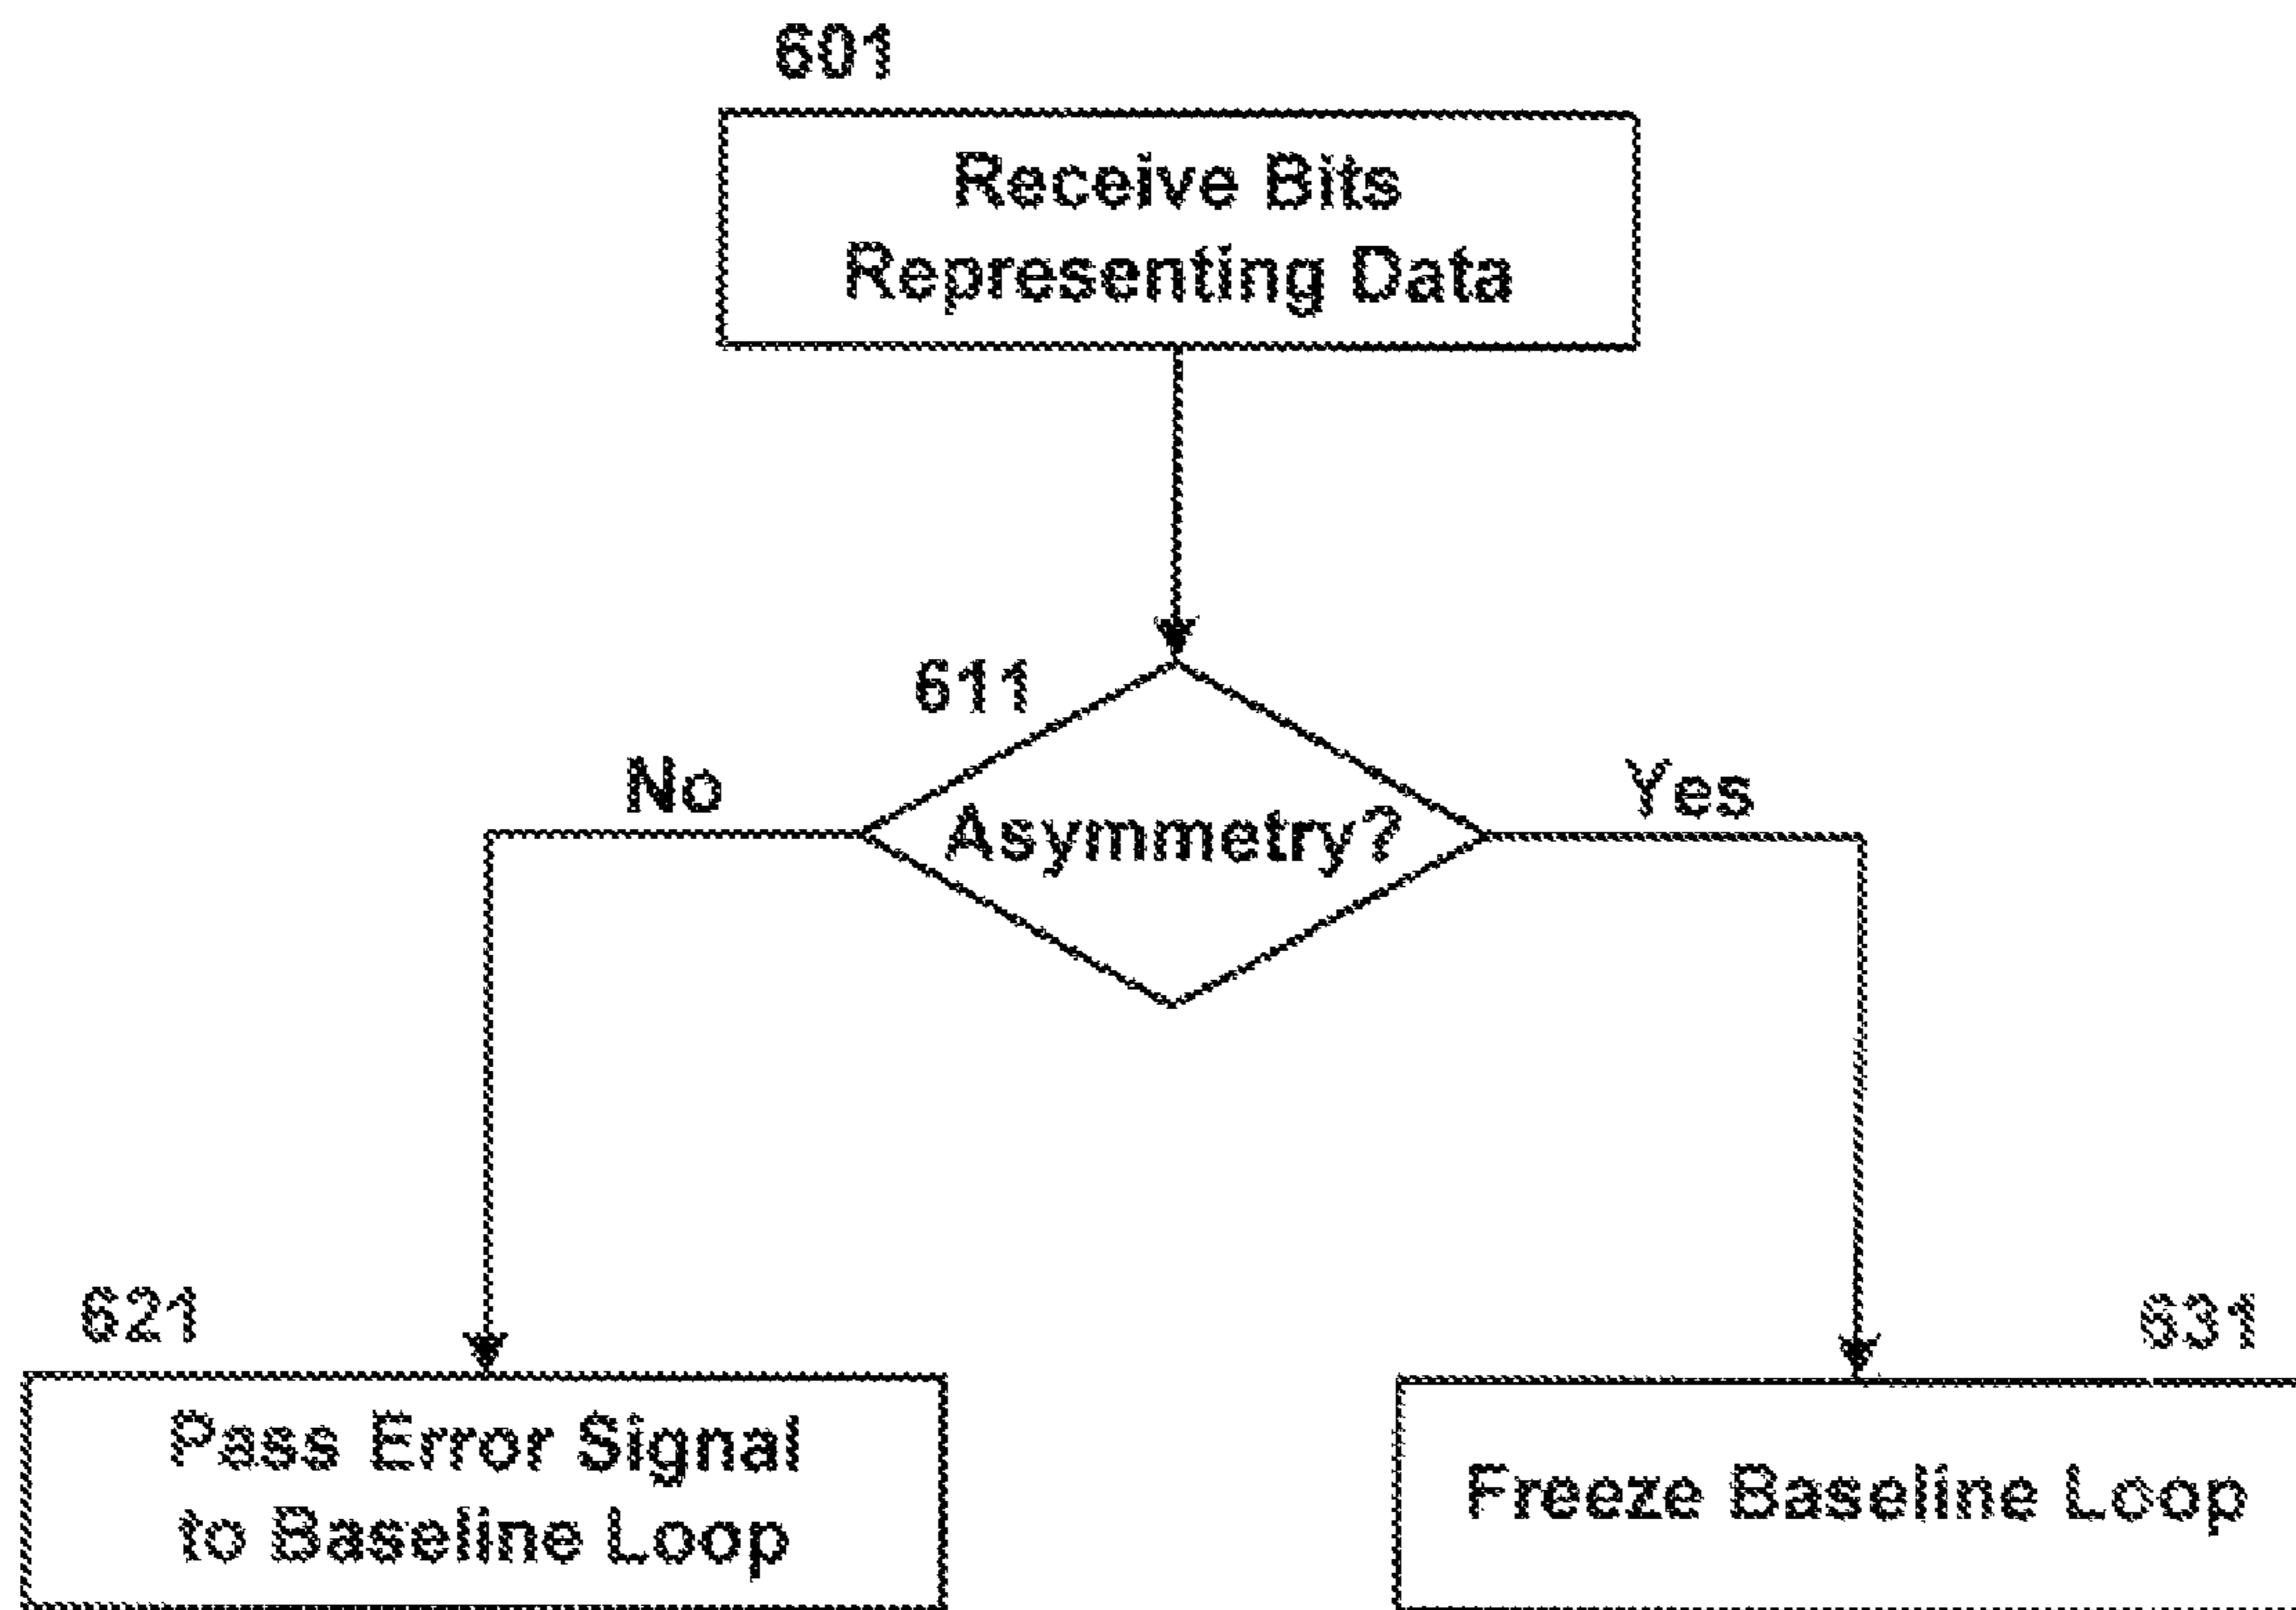 601
Receive Bits
Representing Data
611
No
Asymmetry?
Yes
621
Pass Error Signal
to Baseline Loop
631
Freeze Baseline Loop